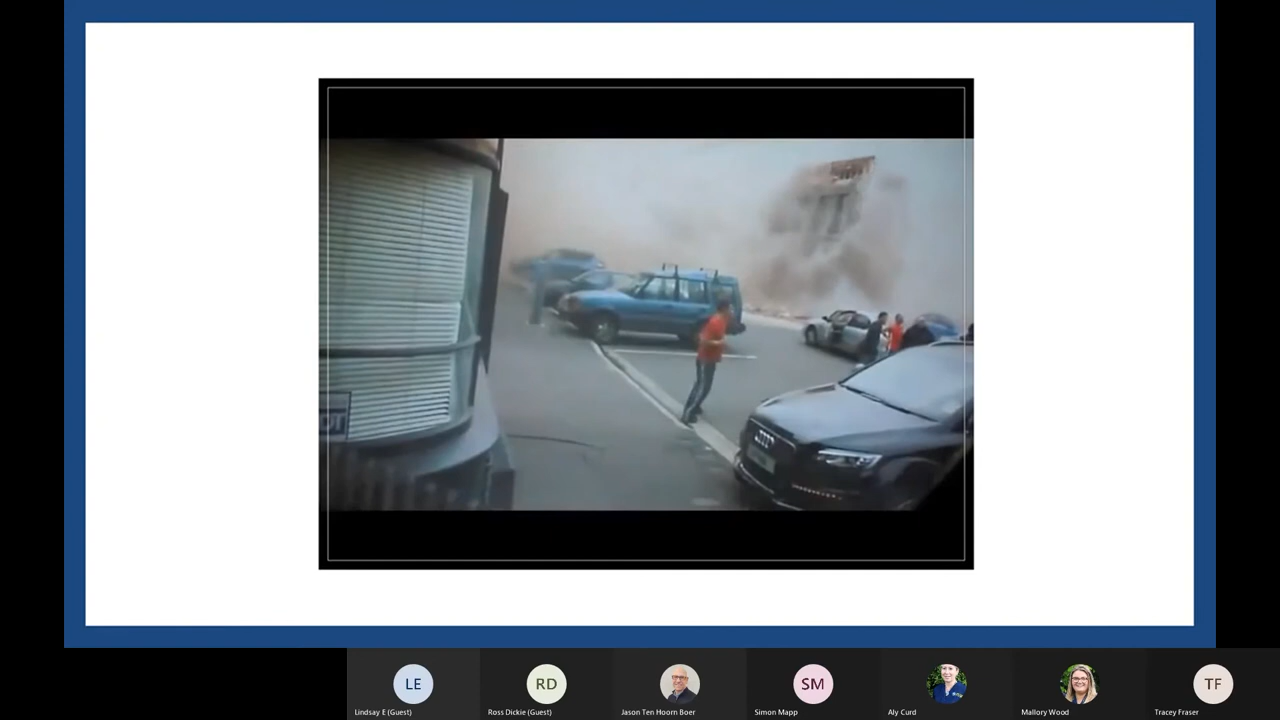 DT
LE
RD
SM
TF
Lindsay E (Guest)
Ross Dickie (Guest)
Jason Ten Hoorn Boer
Simon Mapp
Aly Curd
Mallory Wood
Tracey Fraser